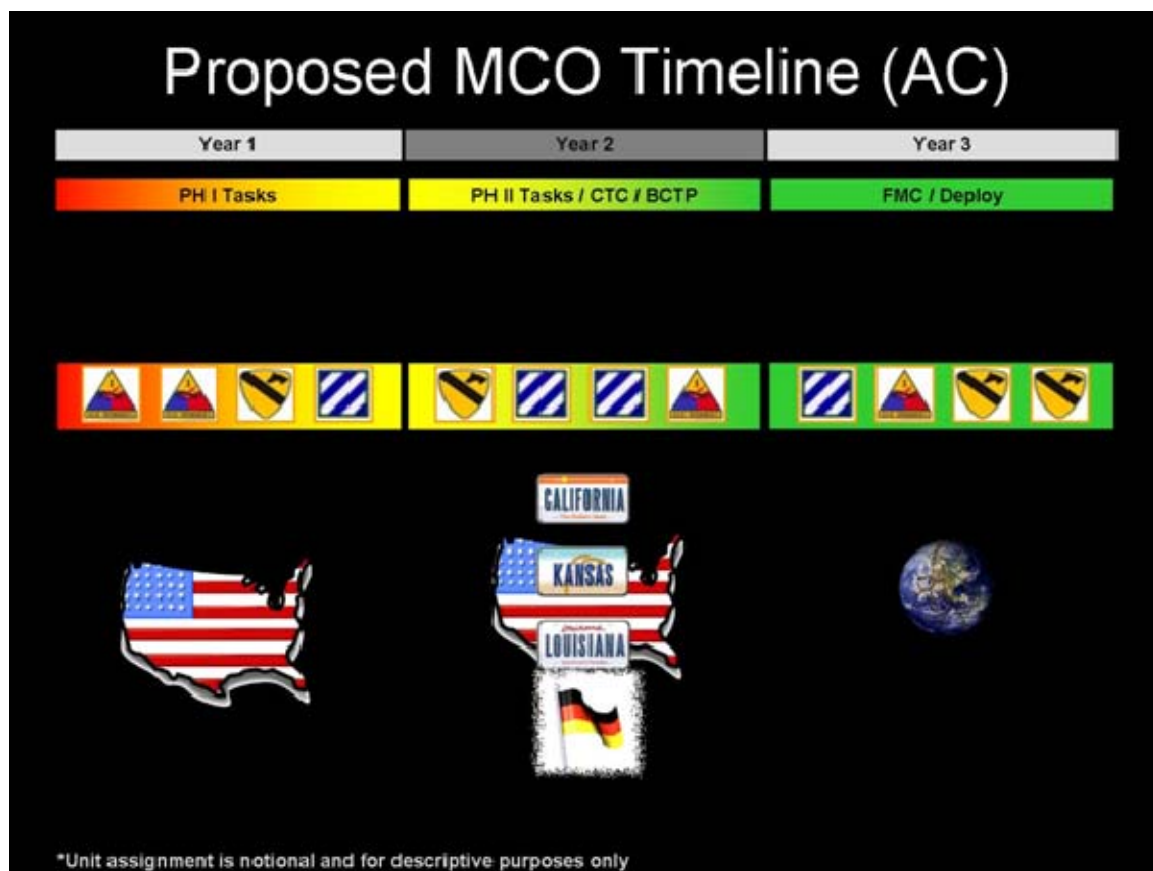 Proposed MCO Timeline (AC)
Year 1 Year 2 Year 3
PH I Tasks PH II Tasks / CTC / BCTP FMC / Deploy
CALIFORNIA
KANSAS
Louisiana
LOUISIANA
*Unit assignment is notional and for descriptive purposes only